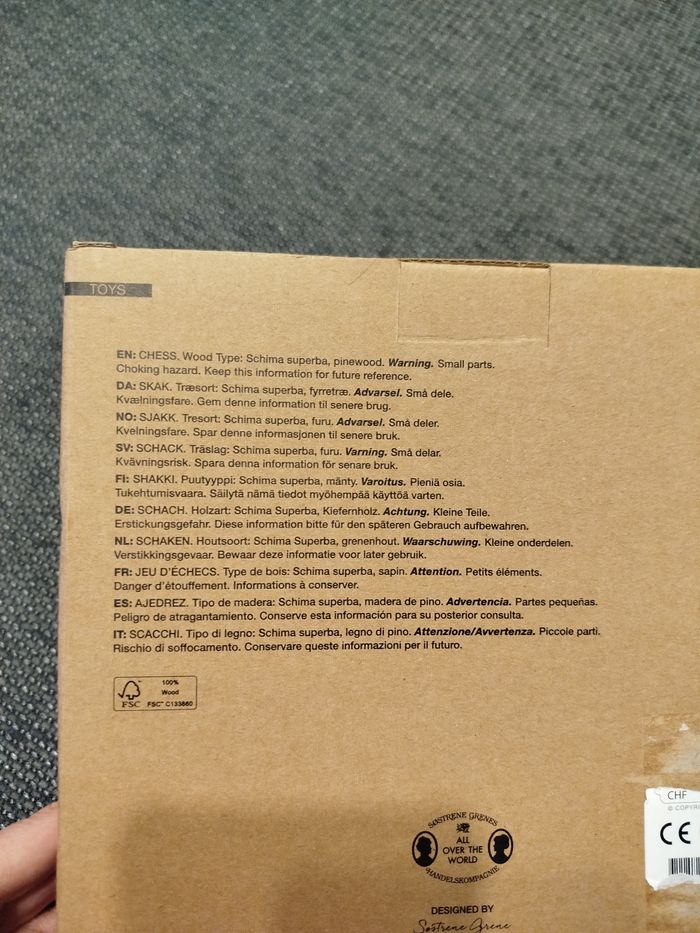 TOYS
EN: CHESS. Wood Type: Schima superba, pinewood. Warning. Small parts.
Choking hazard. Keep this information for future reference.
DA: SKAK. Træsort: Schima superba, fyrretræ. Advarsel. Små dele.
Kvælningsfare. Gem denne information til senere brug.
NO: SJAKK. Tresort: Schima superba, furu. Advarsel. Små deler.
Kvelningsfare. Spar denne informasjonen til senere bruk.
SV: SCHACK. Träslag: Schima superba, furu. Varning. Små delar.
Kvävningsrisk. Spara denna information för senare bruk.
FI: SHAKKI. Puutyyppi: Schima superba, mänty. Varoitus. Pieniä osia.
Tukehtumisvaara. Säilytä nämä tiedot myöhempää käyttöä varten.
DE: SCHACH. Holzart: Schima Superba, Kiefernholz. Achtung. Kleine Teile.
Erstickungsgefahr. Diese information bitte für den späteren Gebrauch aufbewahren.
NL: SCHAKEN. Houtsoort: Schima Superba, grenenhout. Waarschuwing. Kleine onderdelen.
Verstikkingsgevaar. Bewaar deze informatie voor later gebruik.
FR: JEU D'ÉCHECS. Type de bois: Schima superba, sapin. Attention. Petits éléments.
Danger d'étouffement. Informations à conserver.
ES: AJEDREZ. Tipo de madera: Schima superba, madera de pino. Advertencia. Partes pequeñas.
Peligro de atragantamiento. Conserve esta información para su posterior consulta.
IT: SCACCHI. Tipo di legno: Schima superba, legno di pino. Attenzione/Avvertenza. Piccole parti.
Rischio di soffocamento. Conservare queste informazioni per il futuro.
100%
Wood
FSC FSC™ C133860
CHF
© COPYRI
CE
SØSTRENE GRENES
ALL
OVER THE
WORLD
HANDELSKOMPAGNIE
DESIGNED BY
Søstrene Grene